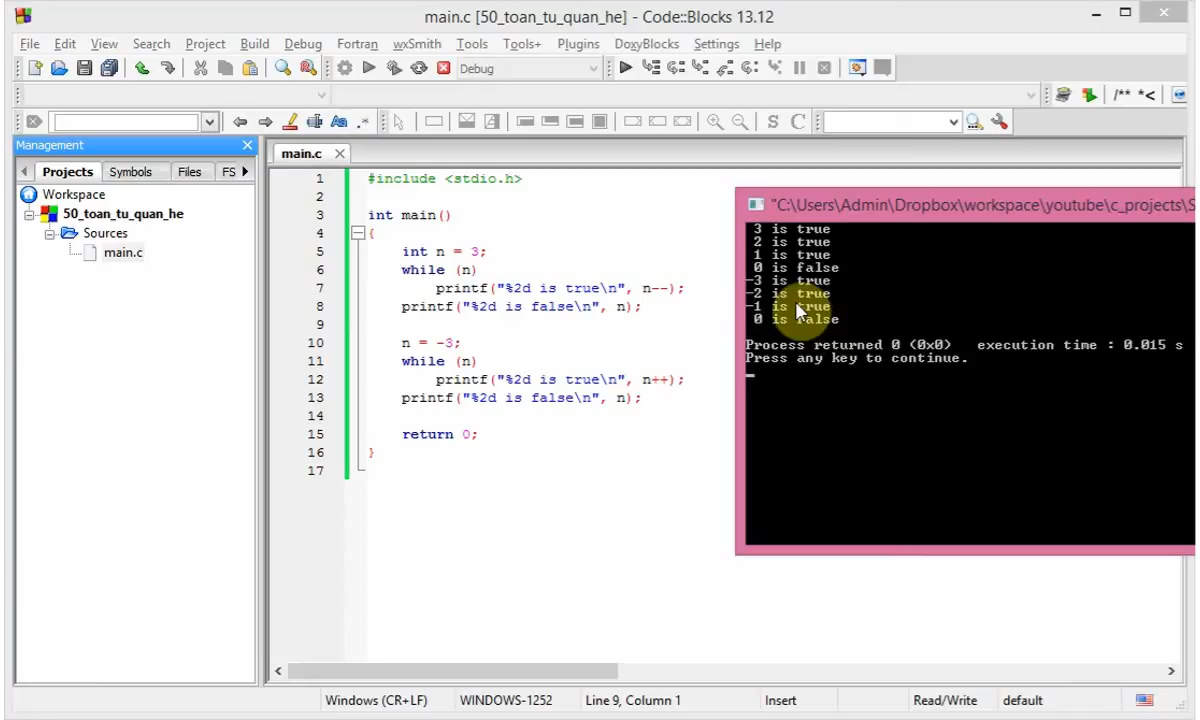 main.c [50_toan_tu_quan_he] - Code::Blocks 13.12
File Edit View Search Project Build Debug Fortran wxSmith Tools Tools+ Plugins DoxyBlocks Settings Help
Debug
/** *<
S C
Management
Projects Symbols Files FS
main.c
Workspace
50_toan_tu_quan_he
Sources
main.c
1 #include <stdio.h>
2
3 int main()
4 {
5 int n = 3;
6 while (n)
7 printf("%2d is true\n", n--);
8 printf("%2d is false\n", n);
9
10 n = -3;
11 while (n)
12 printf("%2d is true\n", n++);
13 printf("%2d is false\n", n);
14
15 return 0;
16 }
17
"C:\Users\Admin\Dropbox\workspace\youtube\c_projects\S
3 is true
2 is true
1 is true
0 is false
-3 is true
-2 is true
-1 is true
0 is false
Process returned 0 (0x0) execution time : 0.015 s
Press any key to continue.
Windows (CR+LF) WINDOWS-1252 Line 9, Column 1 Insert Read/Write default